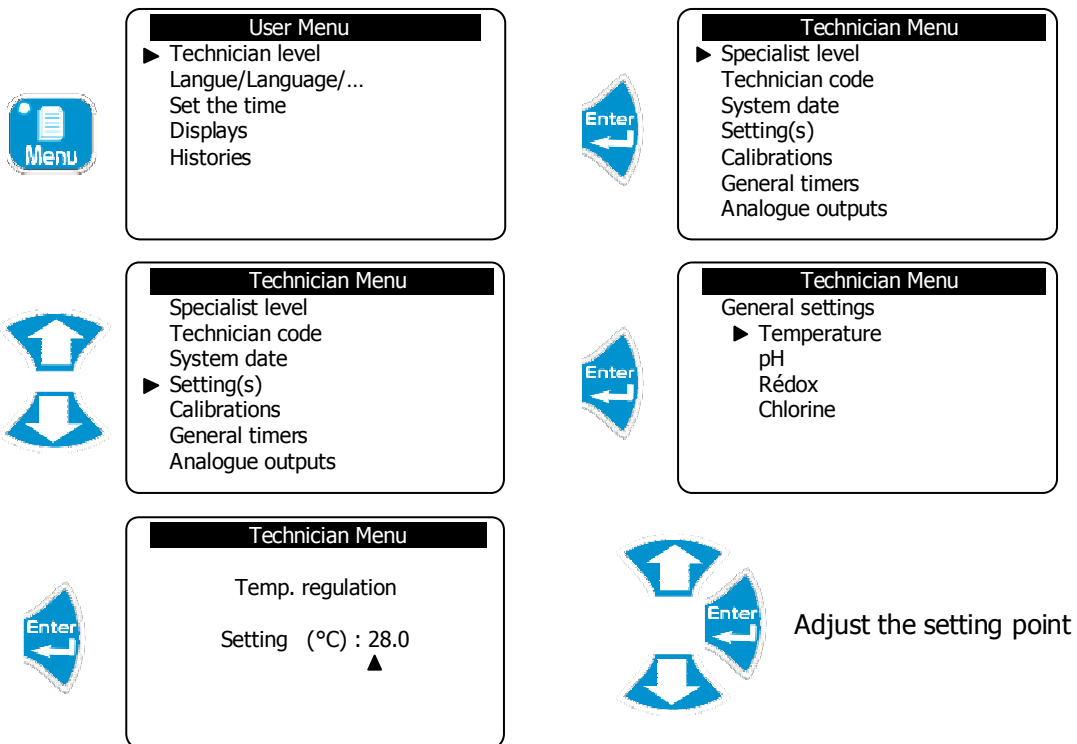 Menu
User Menu
Technician level
Langue/Language/...
Set the time
Displays
Histories
Enter
Technician Menu
Specialist level
Technician code
System date
Setting(s)
Calibrations
General timers
Analogue outputs
Technician Menu
Specialist level
Technician code
System date
Setting(s)
Calibrations
General timers
Analogue outputs
Enter
Technician Menu
General settings
Temperature
pH
Rédox
Chlorine
Enter
Technician Menu
Temp. regulation
Setting (°C) : 28.0
Enter
Adjust the setting point